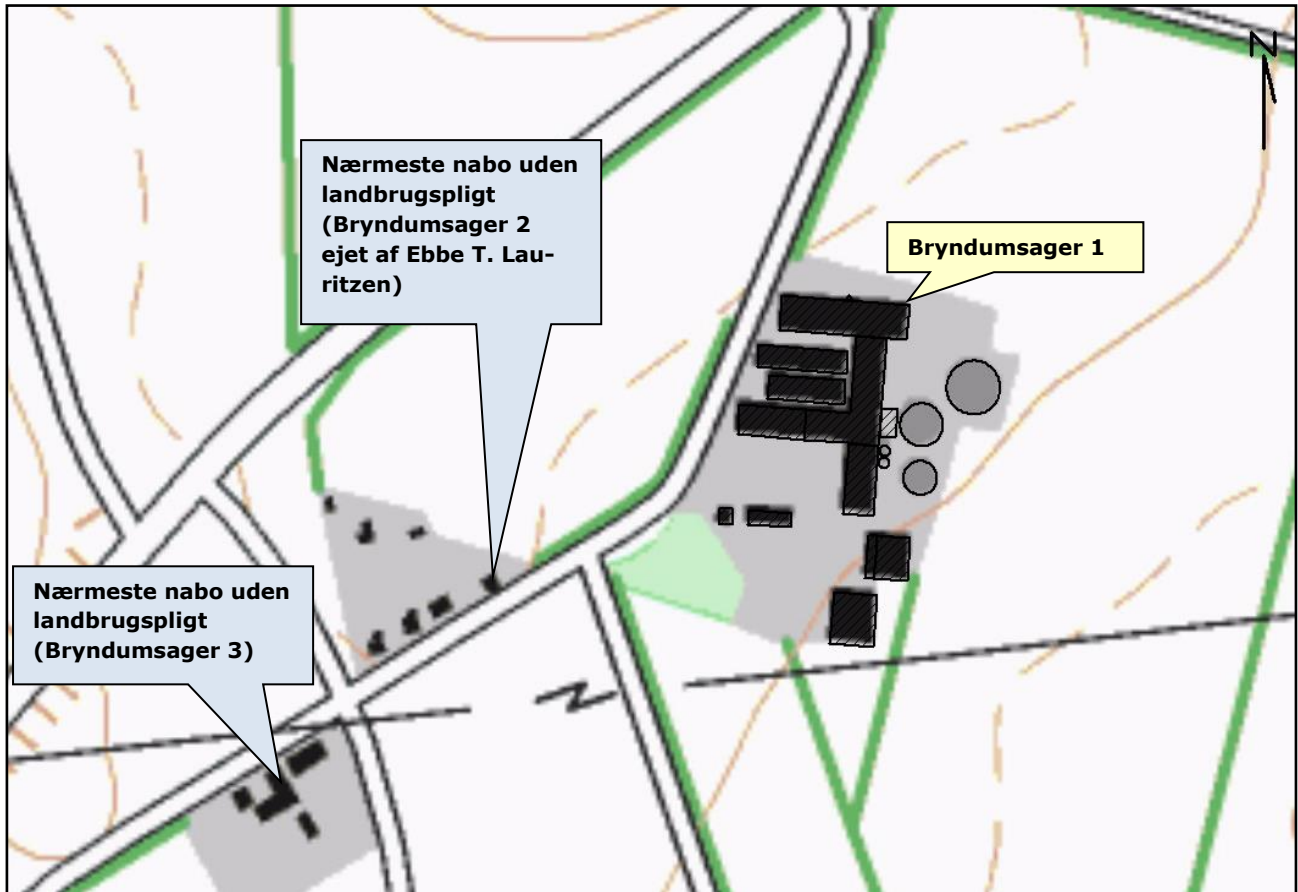 Nærmeste nabo uden
landbrugspligt
(Bryndumsager 2
ejet af Ebbe T. Lau-
ritzen)
Bryndumsager 1
Nærmeste nabo uden
landbrugspligt
(Bryndumsager 3)